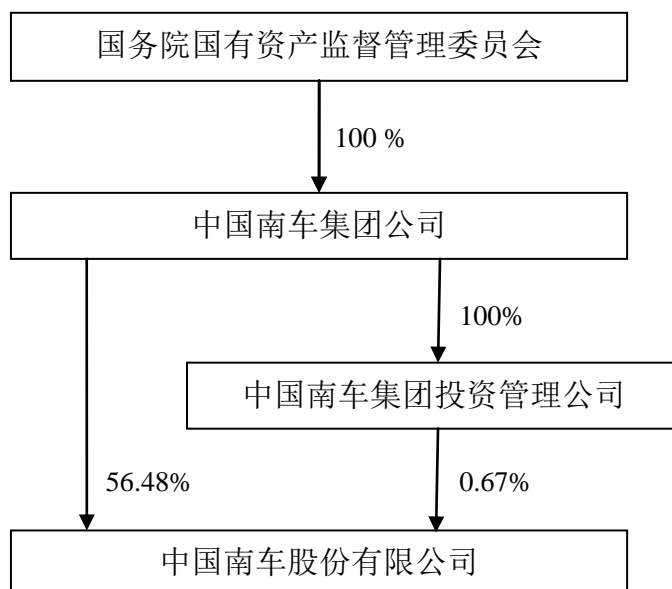 国务院国有资产监督管理委员会
100 %
中国南车集团公司
100%
中国南车集团投资管理公司
56.48%
0.67%
中国南车股份有限公司